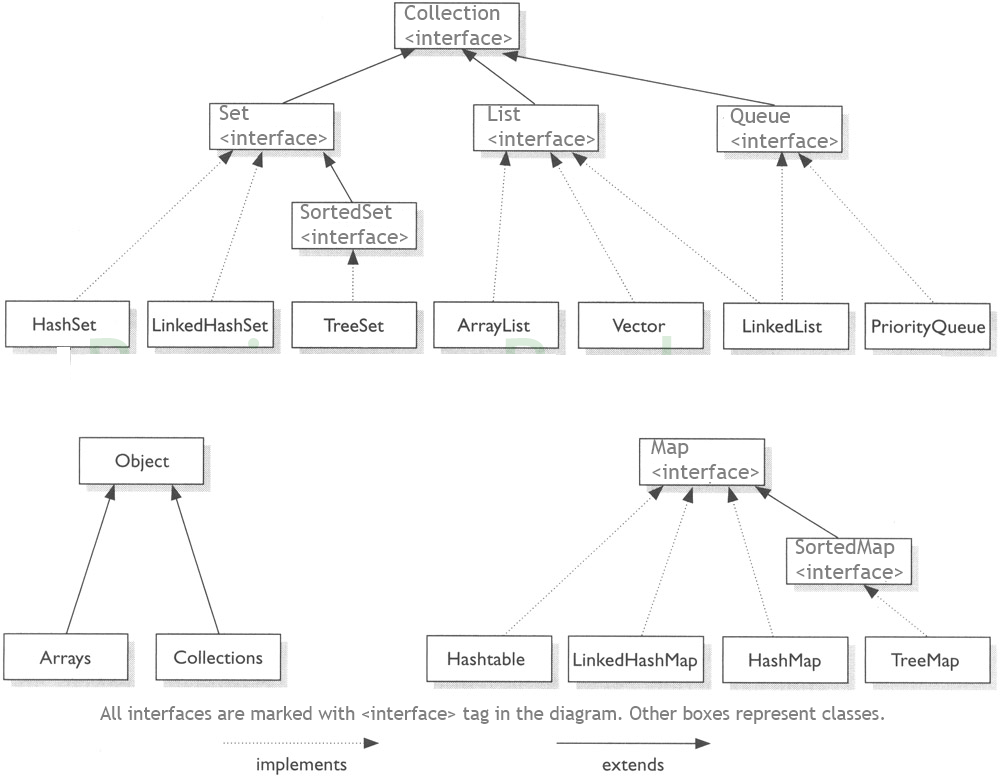 Collection
<interface>
Set
<interface>
List
<interface>
Queue
<interface>
SortedSet
<interface>
HashSet
LinkedHashSet
TreeSet
ArrayList
Vector
LinkedList
PriorityQueue
Object
Map
<interface>
SortedMap
<interface>
Arrays
Collections
Hashtable
LinkedHashMap
HashMap
TreeMap
All interfaces are marked with <interface> tag in the diagram. Other boxes represent classes.
implements
extends